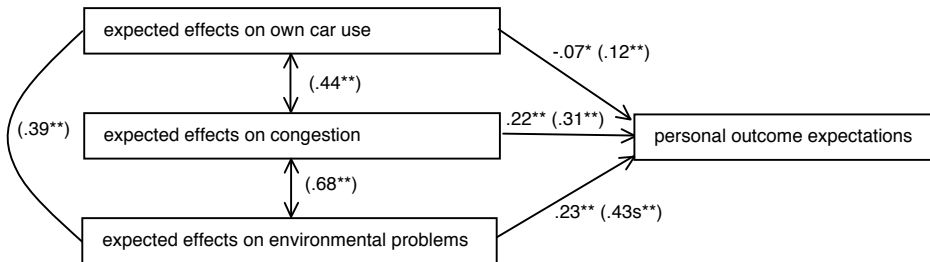 expected effects on own car use
-.07* (.12**)
(.44**)
(.39**)
expected effects on congestion
.22** (.31**)
personal outcome expectations
(.68**)
.23** (.43s**)
expected effects on environmental problems